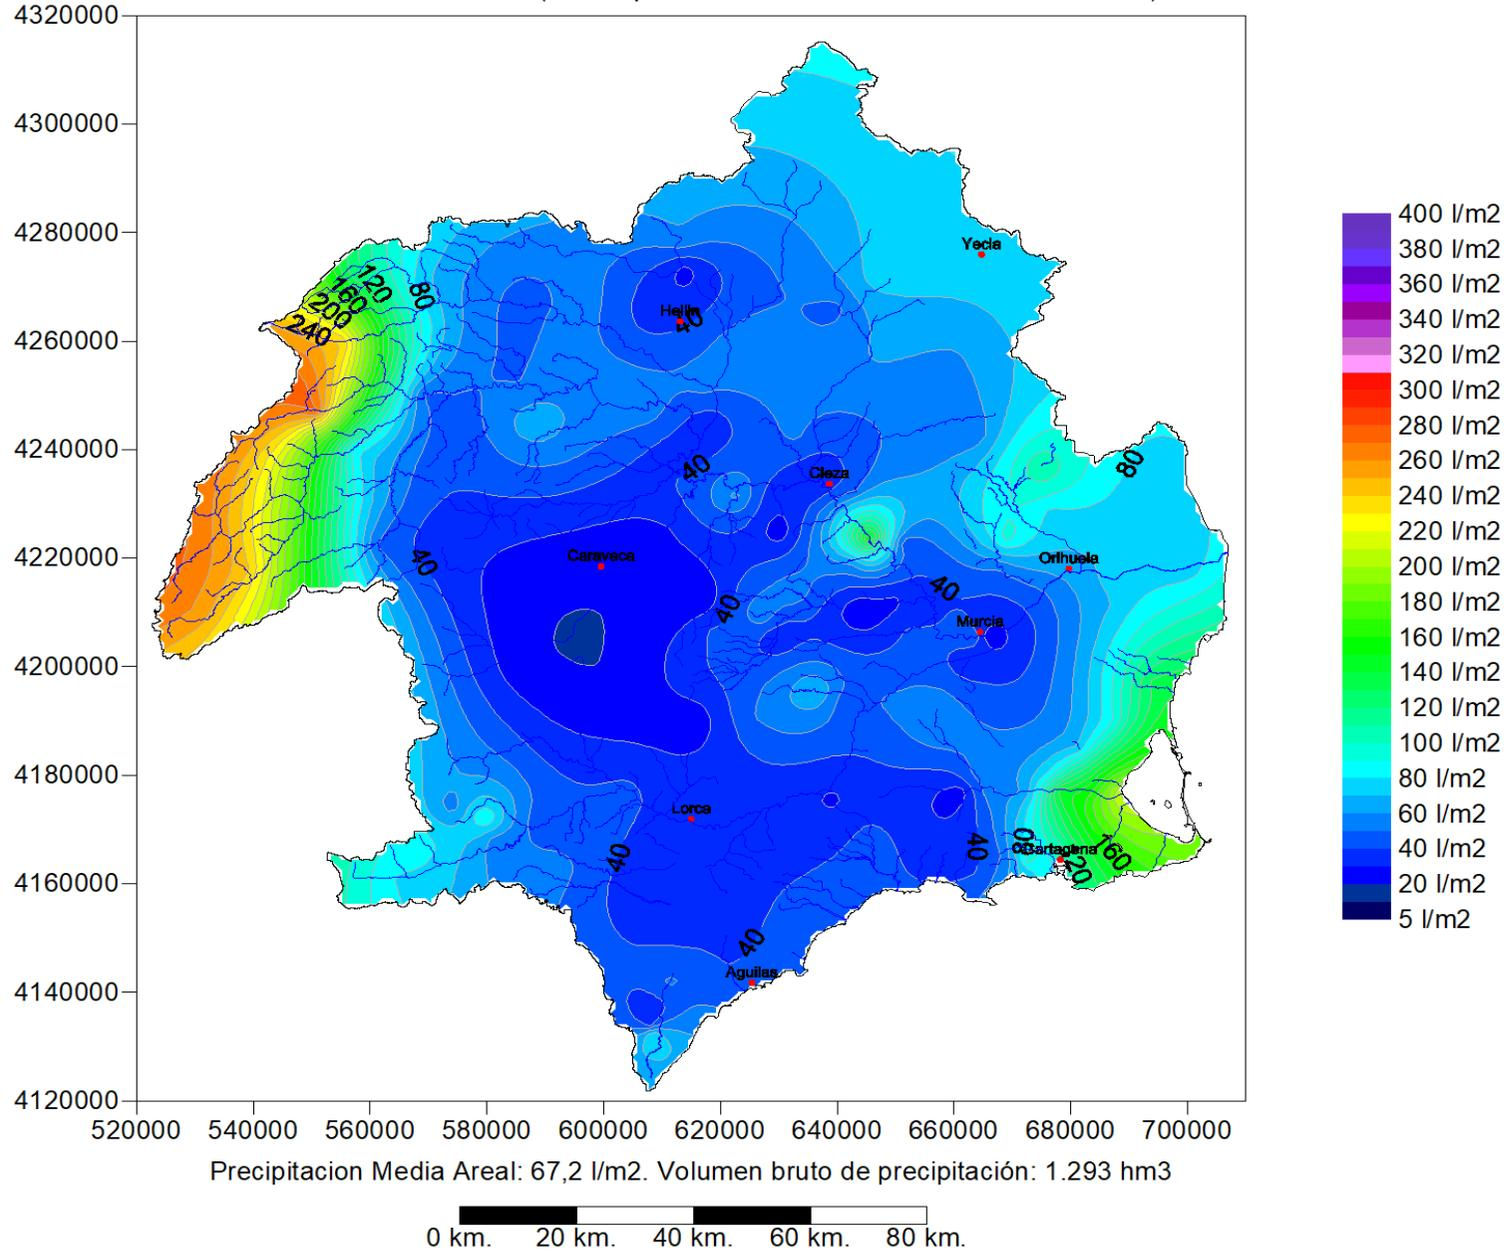 4320000
4300000
4280000
4260000
4240000
4220000
4200000
4180000
4160000
4140000
4120000
520000 540000 560000 580000 600000 620000 640000 660000 680000 700000
Yecla
120
160
200
240
80
Hellin
40
40
Cieza
80
Caraveca
40
40
40
Orihuela
Murcia
Lorca
40
40
80
Cartagena
120
160
40
Aguilas
400 l/m2
380 l/m2
360 l/m2
340 l/m2
320 l/m2
300 l/m2
280 l/m2
260 l/m2
240 l/m2
220 l/m2
200 l/m2
180 l/m2
160 l/m2
140 l/m2
120 l/m2
100 l/m2
80 l/m2
60 l/m2
40 l/m2
20 l/m2
5 l/m2
Precipitacion Media Areal: 67,2 l/m2. Volumen bruto de precipitación: 1.293 hm3
0 km. 20 km. 40 km. 60 km. 80 km.